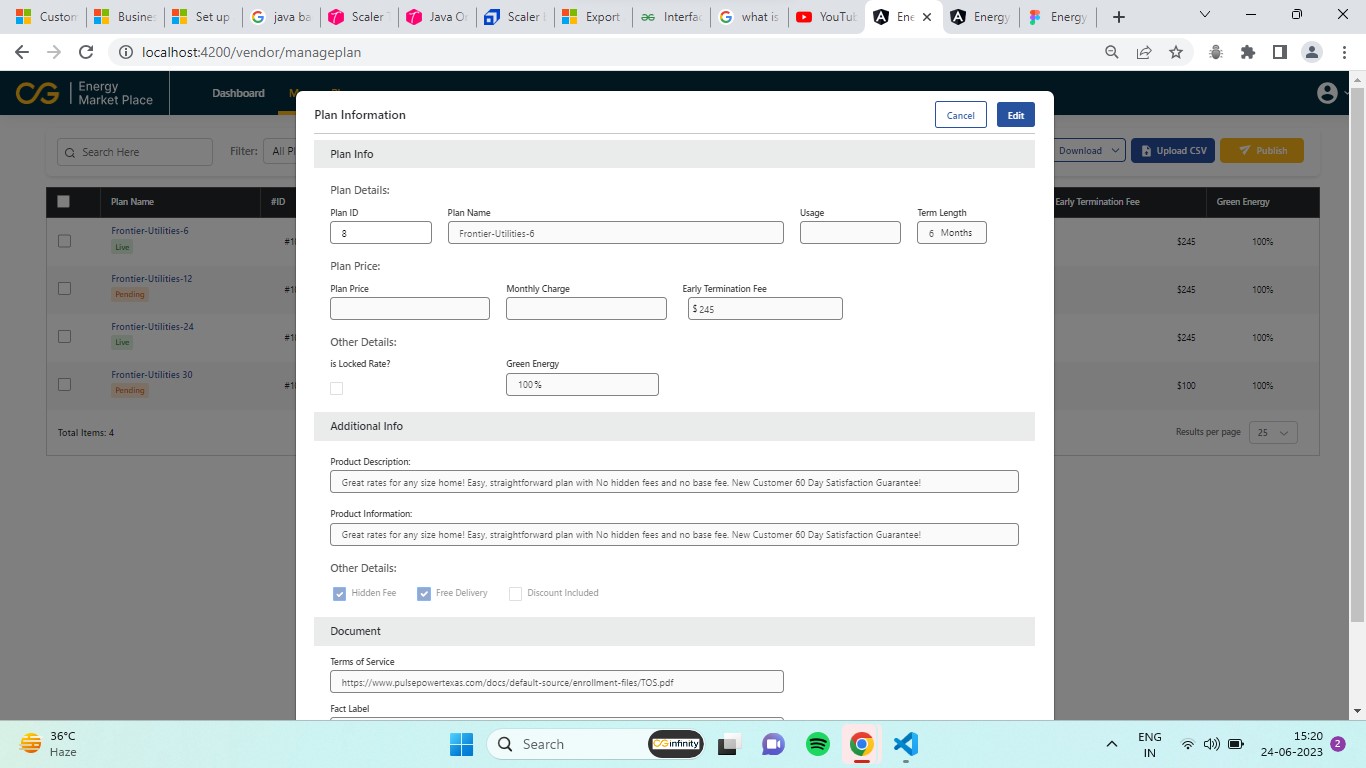 Custom
Busines
Set up
java ba
Scaler
Java O
Scaler
Export
Interfac
what is
YouTub
Ene
Energy
Energy
localhost:4200/vendor/manageplan
CG Energy
Market Place
Dashboard
Plan Information
Cancel
Edit
Search Here
Filter:
All Pl
Download
Upload CSV
Publish
Plan Info
Plan Name
#ID
Early Termination Fee
Green Energy
Plan Details:
Plan ID
Plan Name
Usage
Term Length
8
Frontier-Utilities-6
6 Months
Frontier-Utilities-6
Live
#1
$245
100%
Plan Price:
Frontier-Utilities-12
Pending
#1
$245
100%
Plan Price
Monthly Charge
Early Termination Fee
$ 245
Frontier-Utilities-24
Live
#1
$245
100%
Other Details:
is Locked Rate?
Green Energy
100 %
Frontier-Utilities 30
Pending
#1
$100
100%
Total Items: 4
Results per page
25
Additional Info
Product Description:
Great rates for any size home! Easy, straightforward plan with No hidden fees and no base fee. New Customer 60 Day Satisfaction Guarantee!
Product Information:
Great rates for any size home! Easy, straightforward plan with No hidden fees and no base fee. New Customer 60 Day Satisfaction Guarantee!
Other Details:
Hidden Fee
Free Delivery
Discount Included
Document
Terms of Service
https://www.pulsepowertexas.com/docs/default-source/enrollment-files/TOS.pdf
Fact Label
36°C
Haze
Search
CGinfinity
ENG
IN
15:20
24-06-2023
2